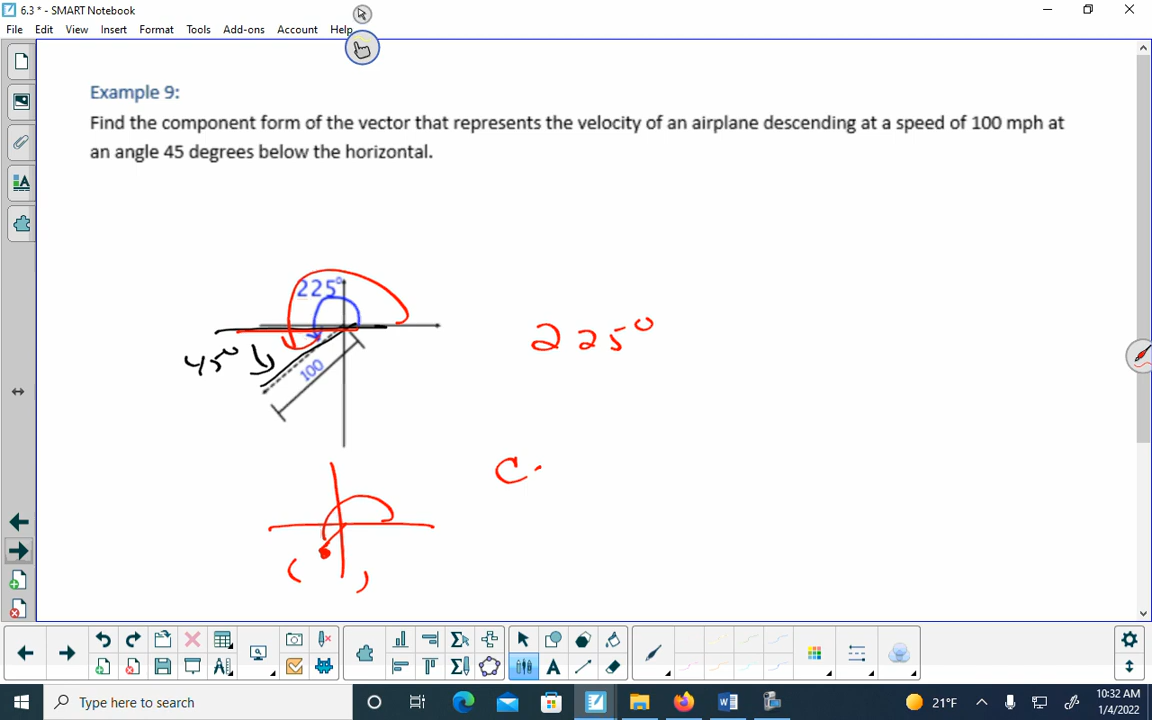 6.3 * - SMART Notebook
File Edit View Insert Format Tools Add-ons Account Help
Example 9:
Find the component form of the vector that represents the velocity of an airplane descending at a speed of 100 mph at
an angle 45 degrees below the horizontal.
225°
225°
45°
100
C
( )
Type here to search
21°F
10:32 AM
1/4/2022